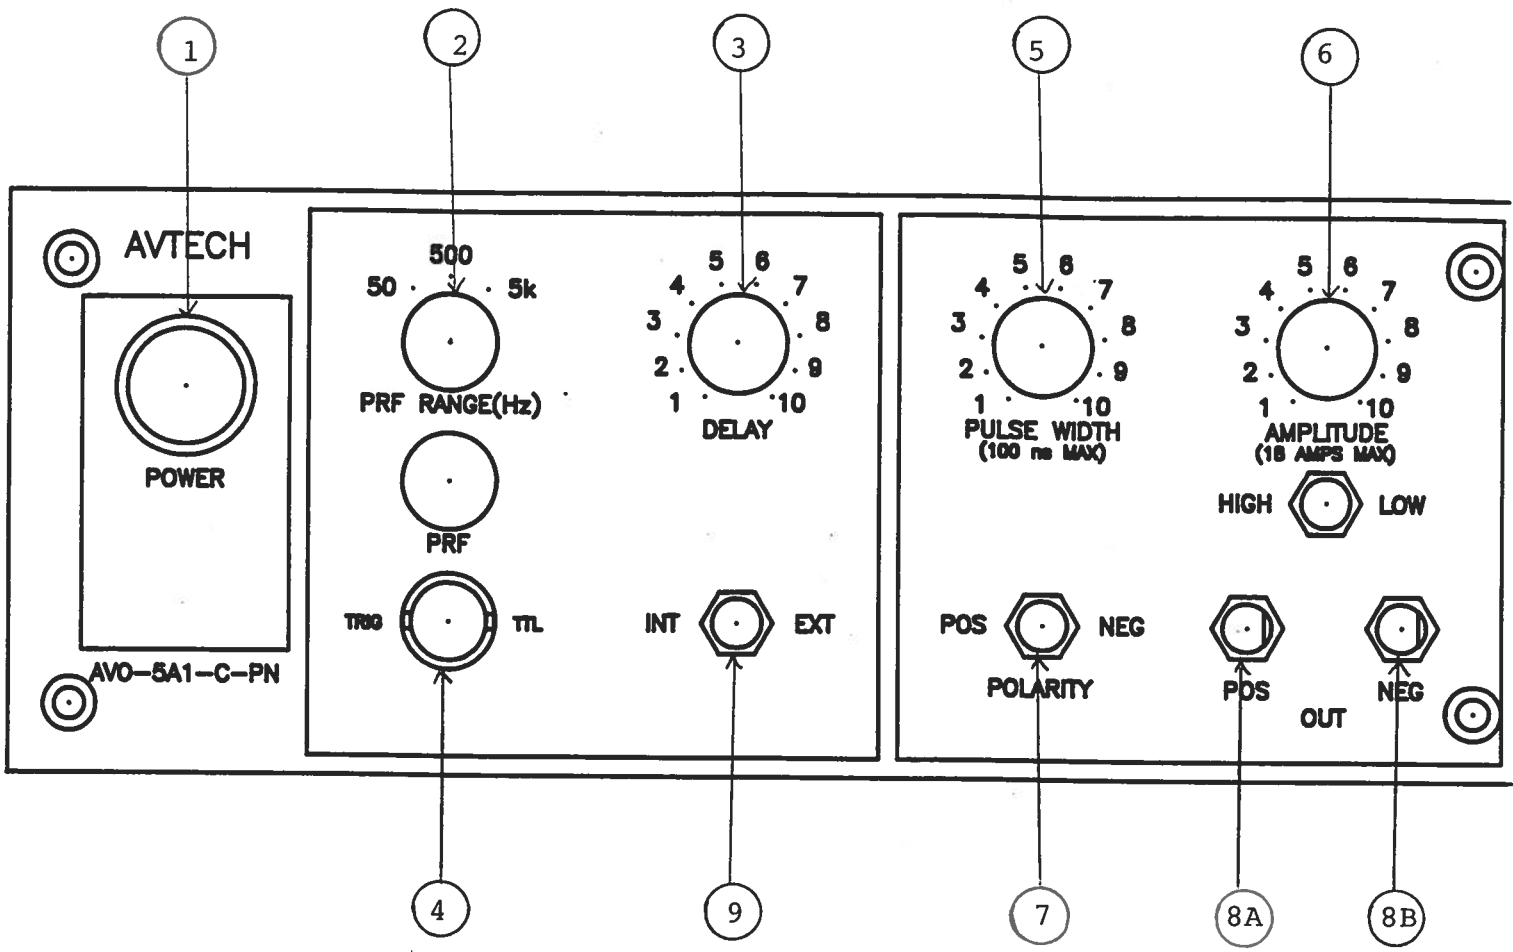 1 2 3 5 6
AVTECH
POWER
AVO-5A1-C-PN
50 500 5k
PRF RANGE(Hz)
PRF
TRIG TTL
1 2 3 4 5 6 7 8 9 10
DELAY
INT EXT
1 2 3 4 5 6 7 8 9 10
PULSE WIDTH
(100 ns MAX)
1 2 3 4 5 6 7 8 9 10
AMPLITUDE
(18 AMPS MAX)
HIGH LOW
POS NEG
POLARITY
POS NEG
OUT
4 9 7 8A 8B